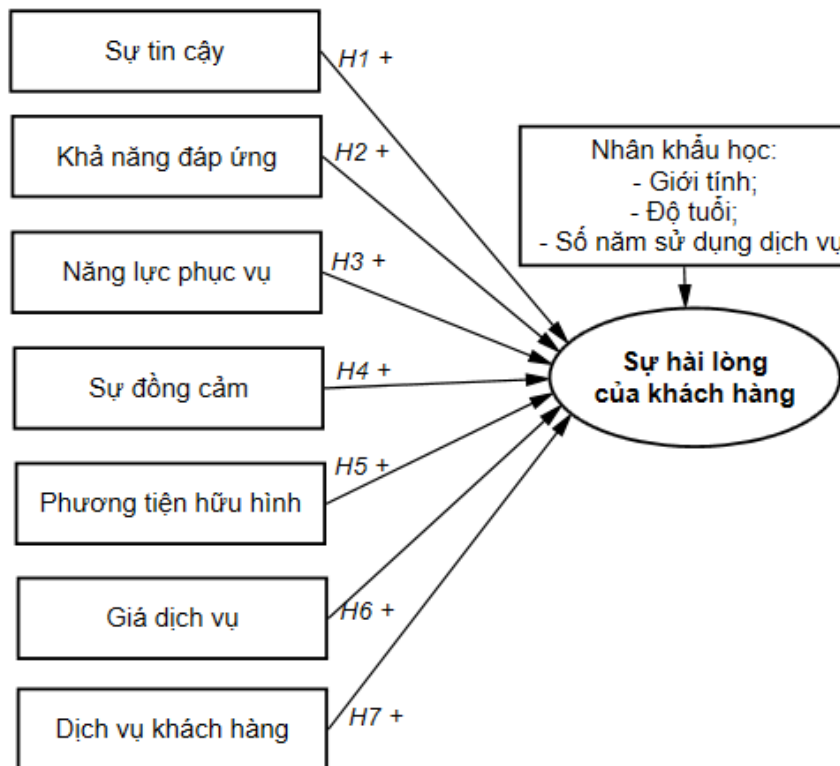 Sự tin cậy
H1 +
Khả năng đáp ứng
H2 +
Năng lực phục vụ
H3 +
Sự đồng cảm
H4 +
Phương tiện hữu hình
H5 +
Giá dịch vụ
H6 +
Dịch vụ khách hàng
H7 +
Nhân khẩu học:
- Giới tính;
- Độ tuổi;
- Số năm sử dụng dịch vụ
Sự hài lòng
của khách hàng